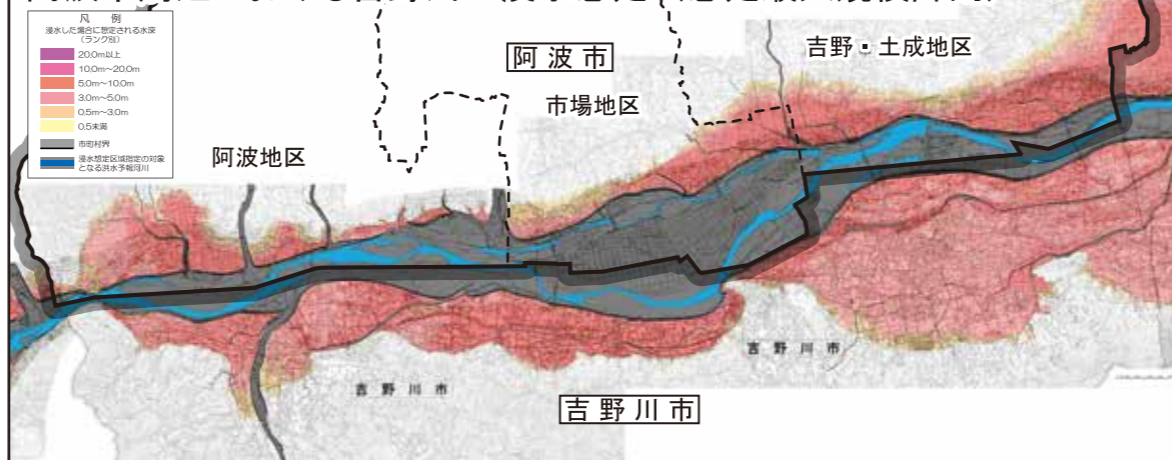 凡 例
浸水した場合に想定される水深
(ランク別)
20.0m以上
10.0m～20.0m
5.0m～10.0m
3.0m～5.0m
0.5m～3.0m
0.5未満
市町村界
浸水想定区域指定の対象
となる洪水予報河川
阿波市
吉野・土成地区
市場地区
阿波地区
吉野川市
吉野川市
吉野川市